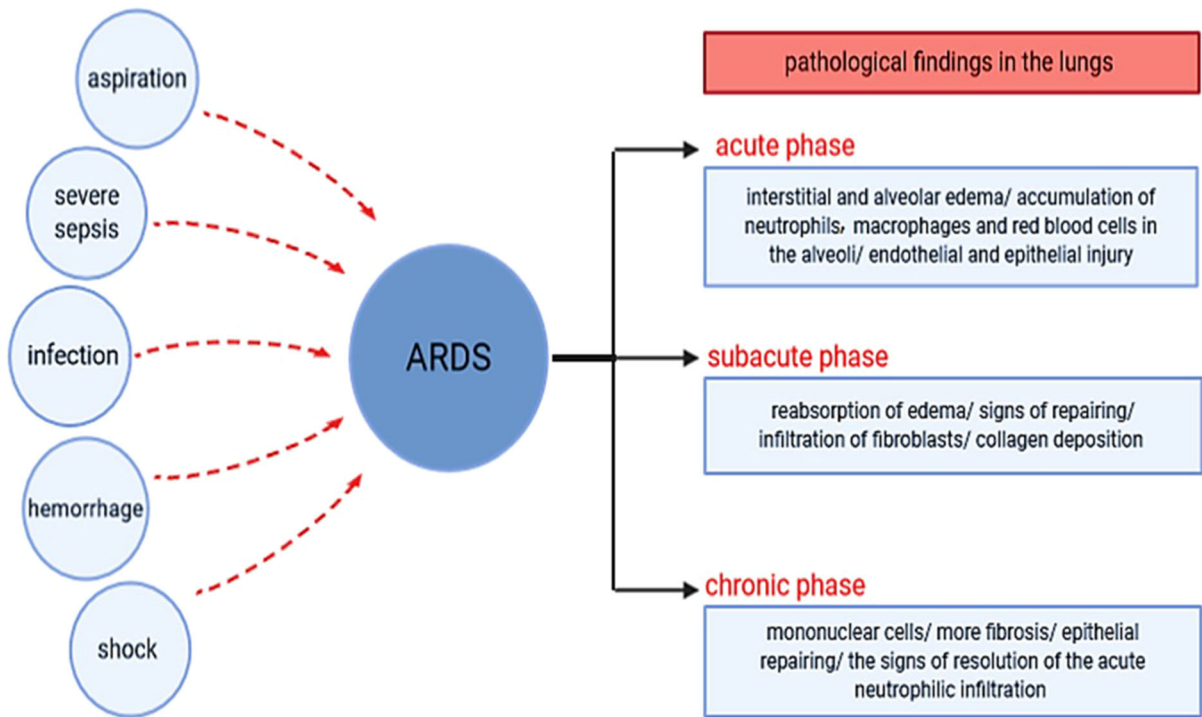 aspiration
severe
sepsis
infection
hemorrhage
shock
ARDS
pathological findings in the lungs
acute phase
interstitial and alveolar edema/ accumulation of
neutrophils, macrophages and red blood cells in
the alveoli/ endothelial and epithelial injury
subacute phase
reabsorption of edema/ signs of repairing/
infiltration of fibroblasts/ collagen deposition
chronic phase
mononuclear cells/ more fibrosis/ epithelial
repairing/ the signs of resolution of the acute
neutrophilic infiltration